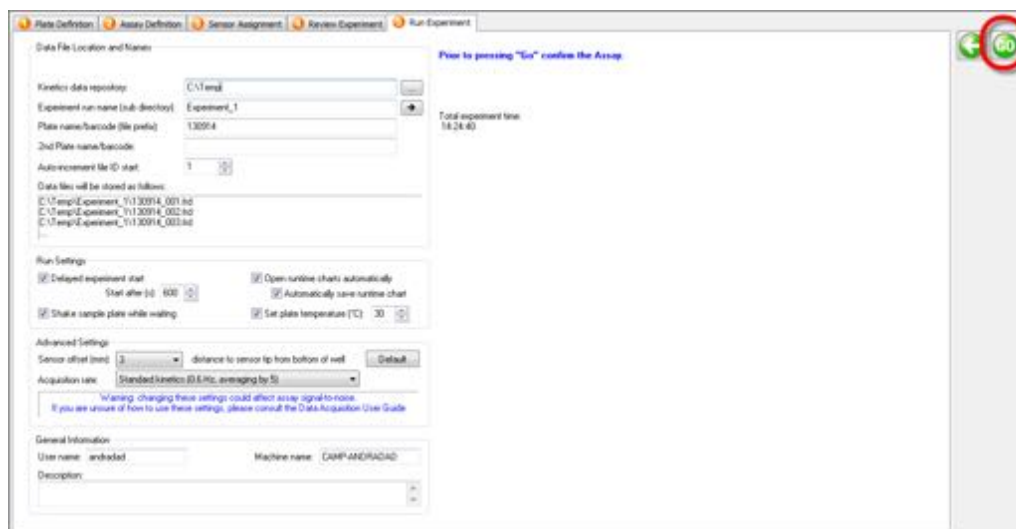 Plate Definition Assay Definition Sensor Assignment Review Experiment Run Experiment
Data File Location and Names
Prior to pressing "Go" confirm the Assay.
GO
Kinetics data repository: C:\Temp\ ...
Experiment run name (sub directory): Experiment_1
Plate name/barcode (file prefix): 130914
2nd Plate name/barcode:
Auto-increment file ID start: 1
Total experiment time:
14:24:40
Data files will be stored as follows:
C:\Temp\Experiment_1\130914_001.frd
C:\Temp\Experiment_1\130914_002.frd
C:\Temp\Experiment_1\130914_003.frd
...
Run Settings
Delayed experiment start
Open runtime charts automatically
Start after (s): 600
Automatically save runtime chart
Shake sample plate while waiting
Set plate temperature (°C): 30
Advanced Settings
Sensor offset (mm): 3 distance to sensor tip from bottom of well Default
Acquisition rate: Standard kinetics (0.6 Hz, averaging by 5)
Warning: changing these settings could affect assay signal-to-noise.
If you are unsure of how to use these settings, please consult the Data Acquisition User Guide
General Information
User name: andradad Machine name: CAMP-ANDRADAD
Description: